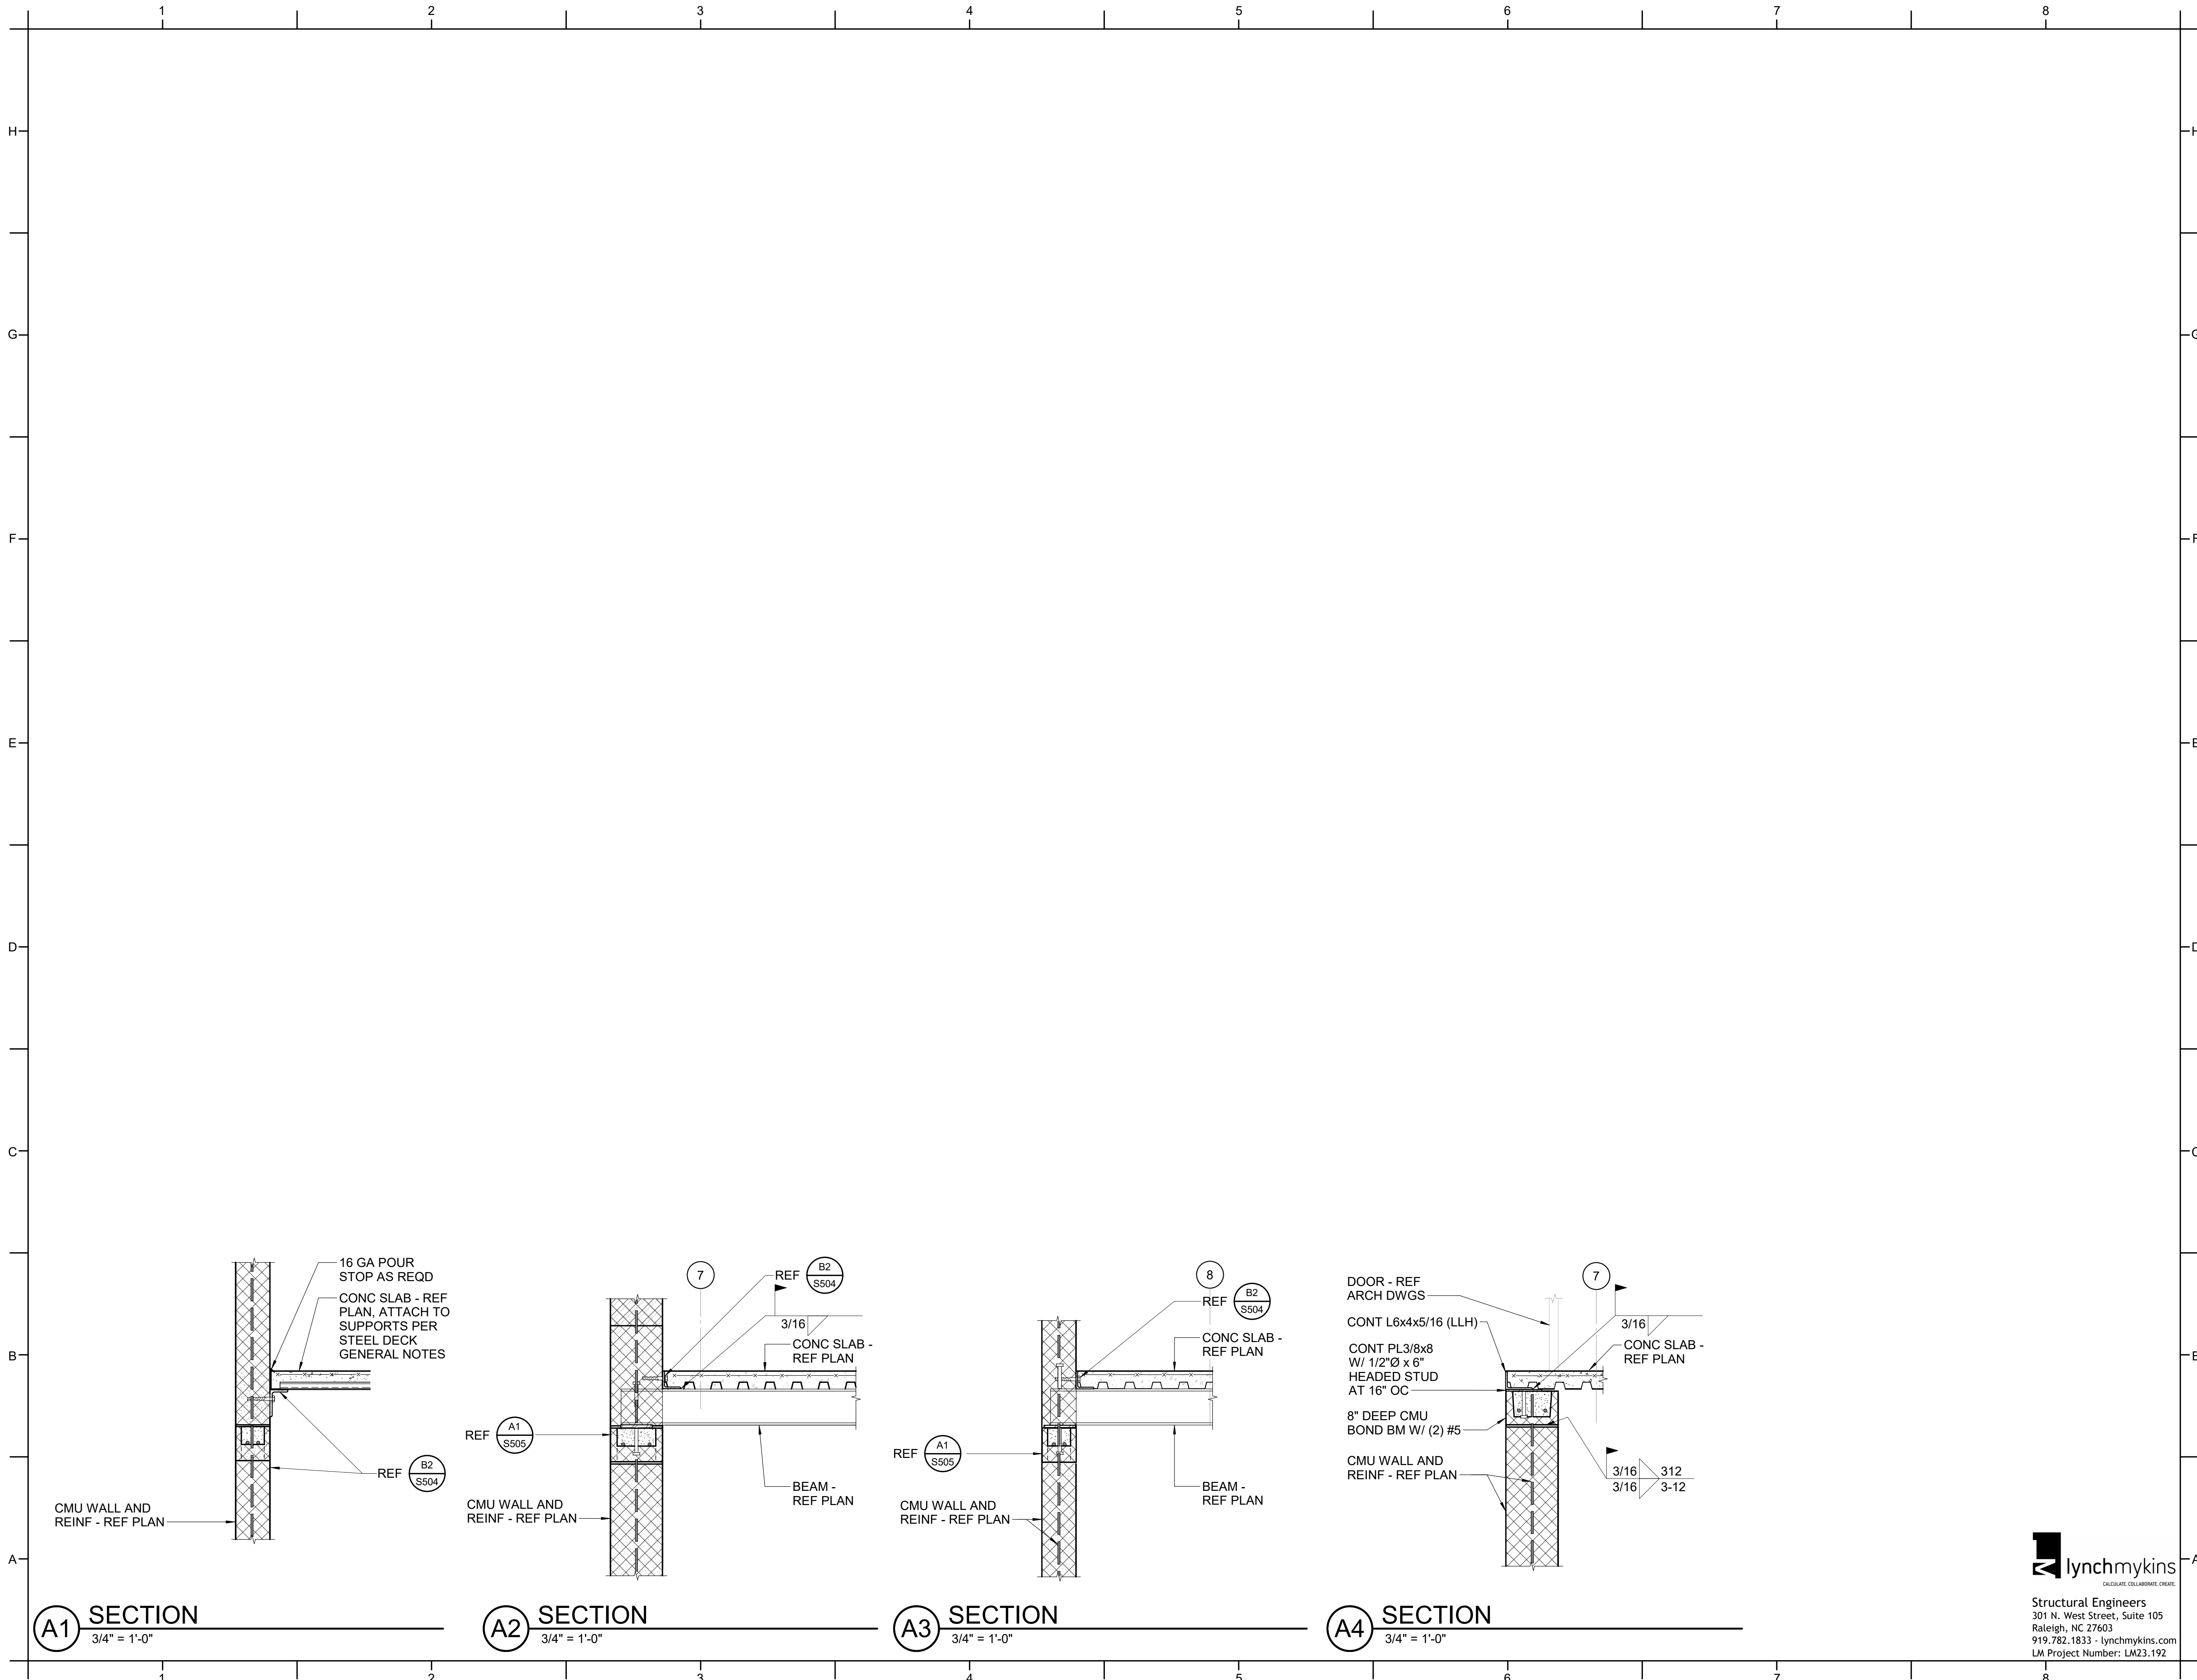 1 2 3 4 5 6 7 8
H H
G G
F F
E E
D D
C C
B B
A A
16 GA POUR
STOP AS REQD
CONC SLAB - REF
PLAN, ATTACH TO
SUPPORTS PER
STEEL DECK
GENERAL NOTES
REF B2
S504
CMU WALL AND
REINF - REF PLAN
A1 SECTION
3/4" = 1'-0"
7
REF B2
S504
3/16
CONC SLAB -
REF PLAN
REF A1
S505
BEAM -
REF PLAN
CMU WALL AND
REINF - REF PLAN
A2 SECTION
3/4" = 1'-0"
8
REF B2
S504
CONC SLAB -
REF PLAN
REF A1
S505
BEAM -
REF PLAN
CMU WALL AND
REINF - REF PLAN
A3 SECTION
3/4" = 1'-0"
DOOR - REF
ARCH DWGS
7
CONT L6x4x5/16 (LLH)
3/16
CONC SLAB -
REF PLAN
CONT PL3/8x8
W/ 1/2"Ø x 6"
HEADED STUD
AT 16" OC
8" DEEP CMU
BOND BM W/ (2) #5
CMU WALL AND
REINF - REF PLAN
3/16 312
3/16 3-12
A4 SECTION
3/4" = 1'-0"
lynchmykins
CALCULATE. COLLABORATE. CREATE.
Structural Engineers
301 N. West Street, Suite 105
Raleigh, NC 27603
919.782.1833 - lynchmykins.com
LM Project Number: LM23.192
1 2 3 4 5 6 7 8